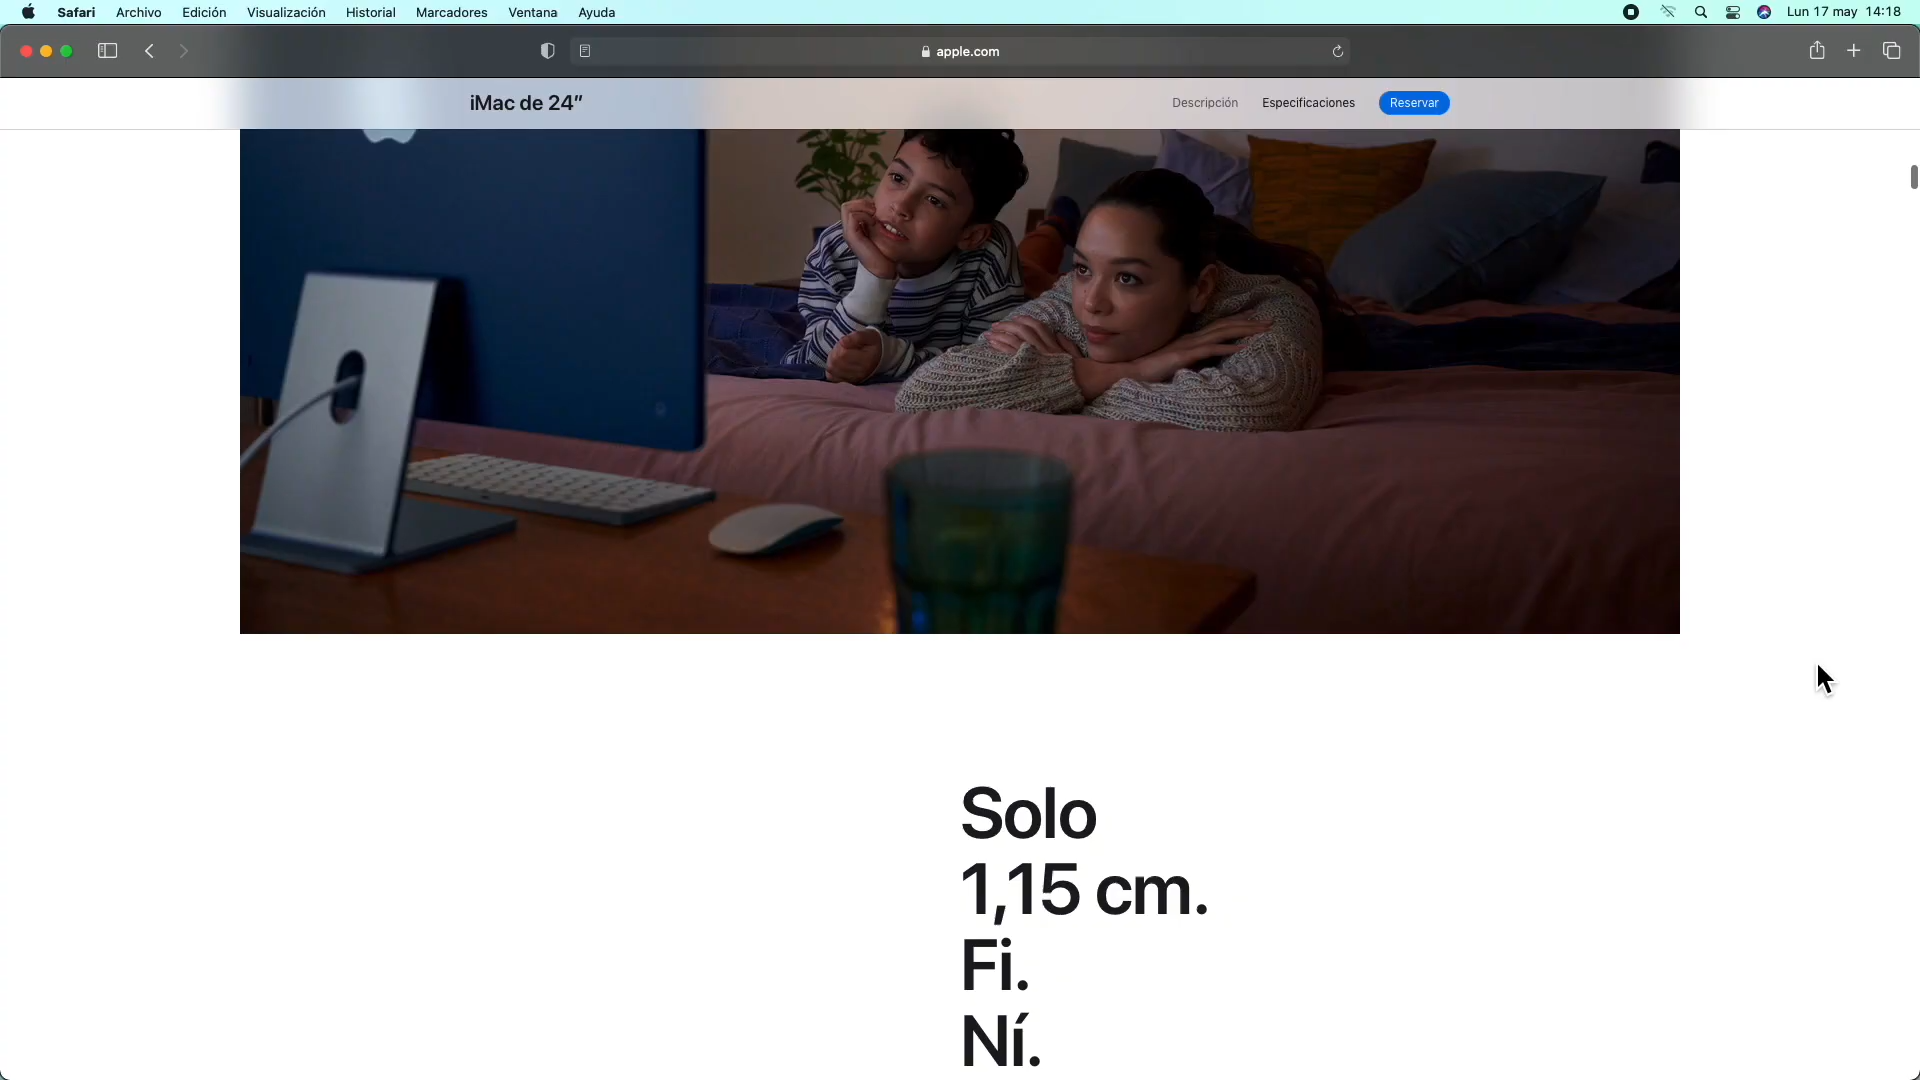 Safari Archivo Edición Visualización Historial Marcadores Ventana Ayuda Lun 17 may 14:18
apple.com
iMac de 24″ Descripción Especificaciones Reservar
Solo
1,15 cm.
Fi.
Ní.